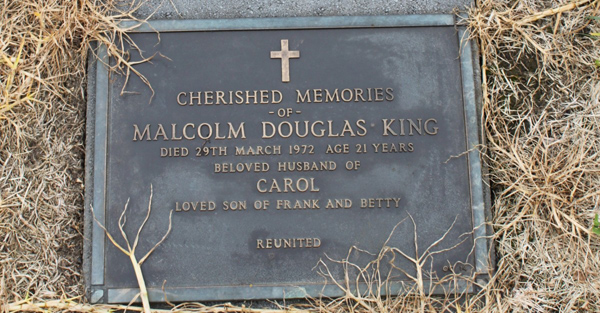 CHERISHED MEMORIES
-OF-
MALCOLM DOUGLAS KING
DIED 29TH MARCH 1972 AGE 21 YEARS
BELOVED HUSBAND OF
CAROL
LOVED SON OF FRANK AND BETTY
REUNITED